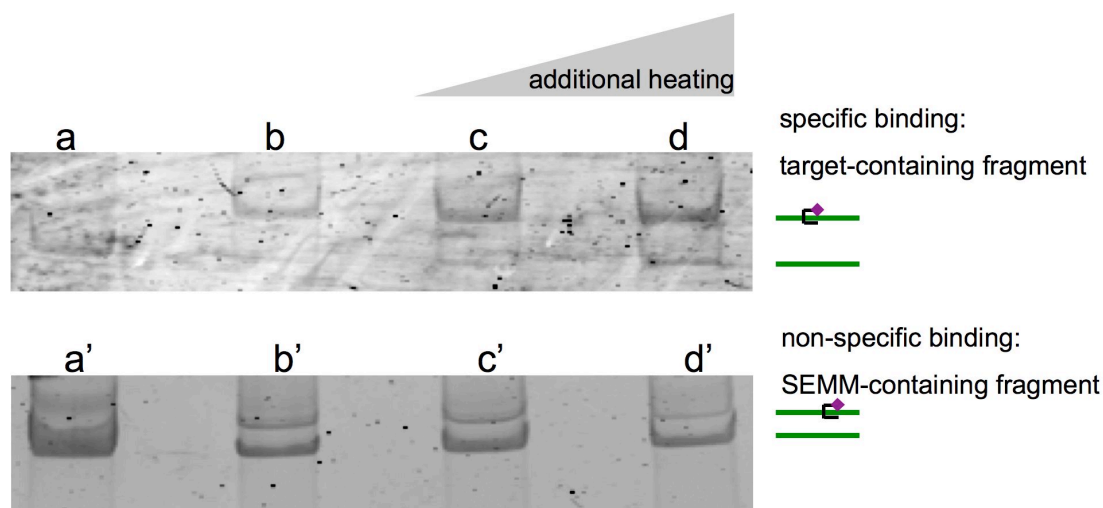 additional heating
a b c d
specific binding:
target-containing fragment
a’ b’ c’ d’
non-specific binding:
SEMM-containing fragment